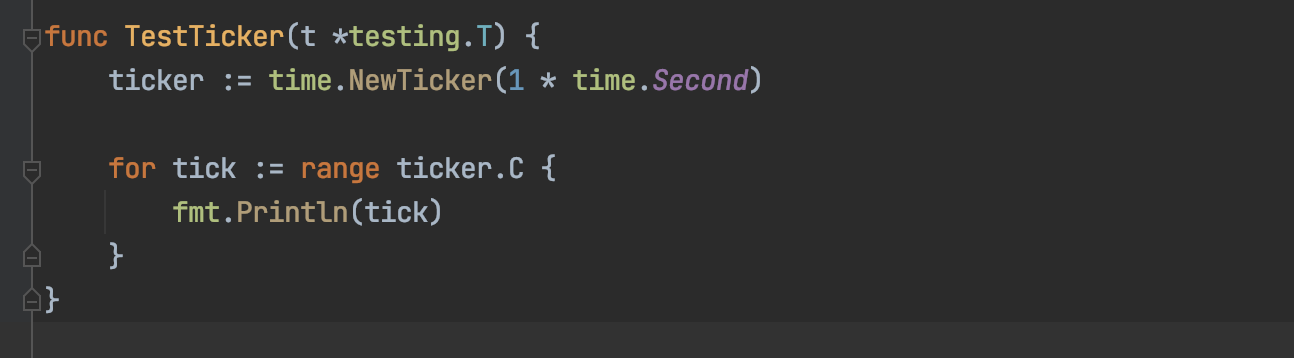 func TestTicker(t *testing.T) {
    ticker := time.NewTicker(1 * time.Second)

    for tick := range ticker.C {
        fmt.Println(tick)
    }
}